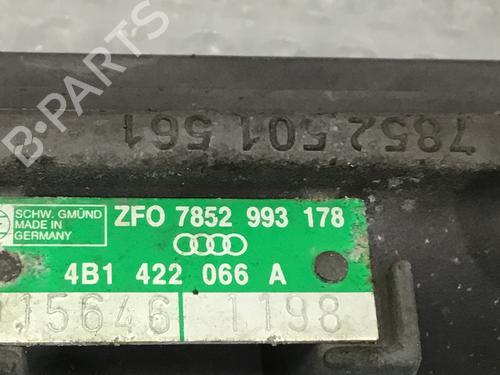 B-PARTS
7852 501 561
SCHW. GMÜND
MADE IN
GERMANY
ZFO 7852 993 178
4B1 422 066 A
15646 1198